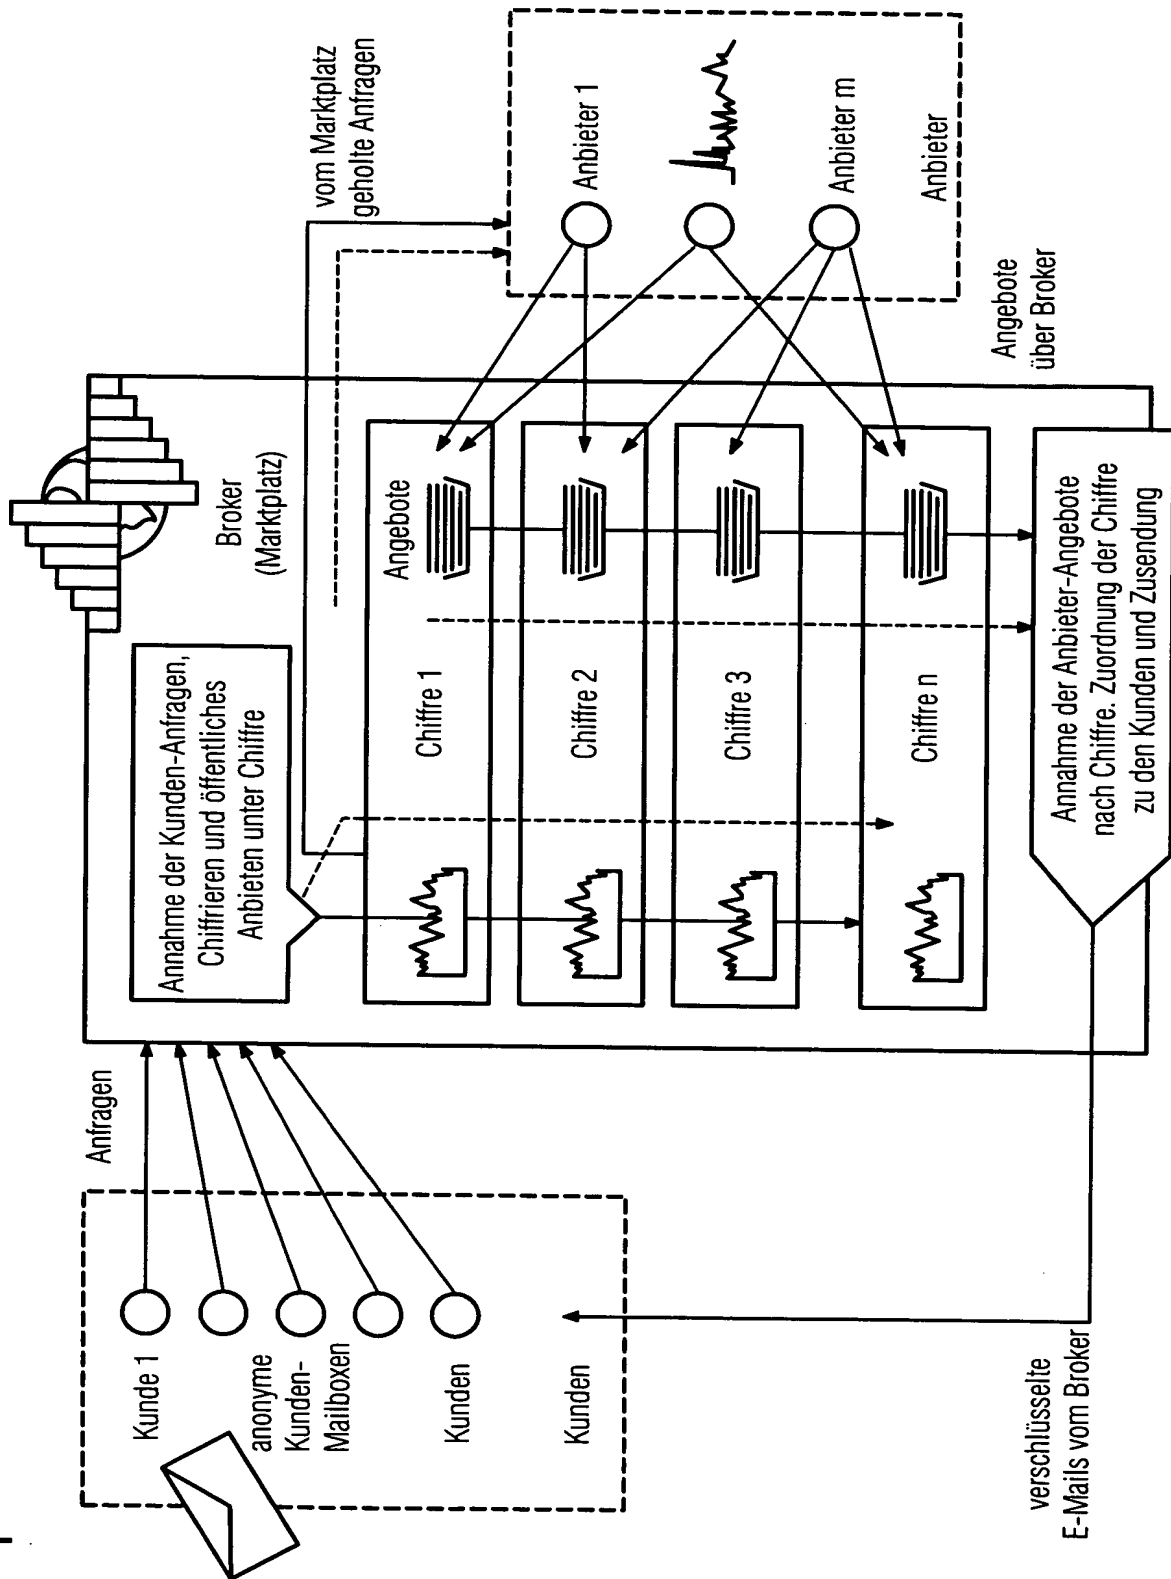 Anfragen
Kunde 1
anonyme
Kunden-
Mailboxen
Kunden
Kunden
verschlüsselte
E-Mails vom Broker
Broker
(Marktplatz)
Annahme der Kunden-Anfragen,
Chiffrieren und öffentliches
Anbieten unter Chiffre
Angebote
Chiffre 1
Chiffre 2
Chiffre 3
Chiffre n
Annahme der Anbieter-Angebote
nach Chiffre. Zuordnung der Chiffre
zu den Kunden und Zusendung
vom Marktplatz
geholte Anfragen
Anbieter 1
Anbieter m
Anbieter
Angebote
über Broker